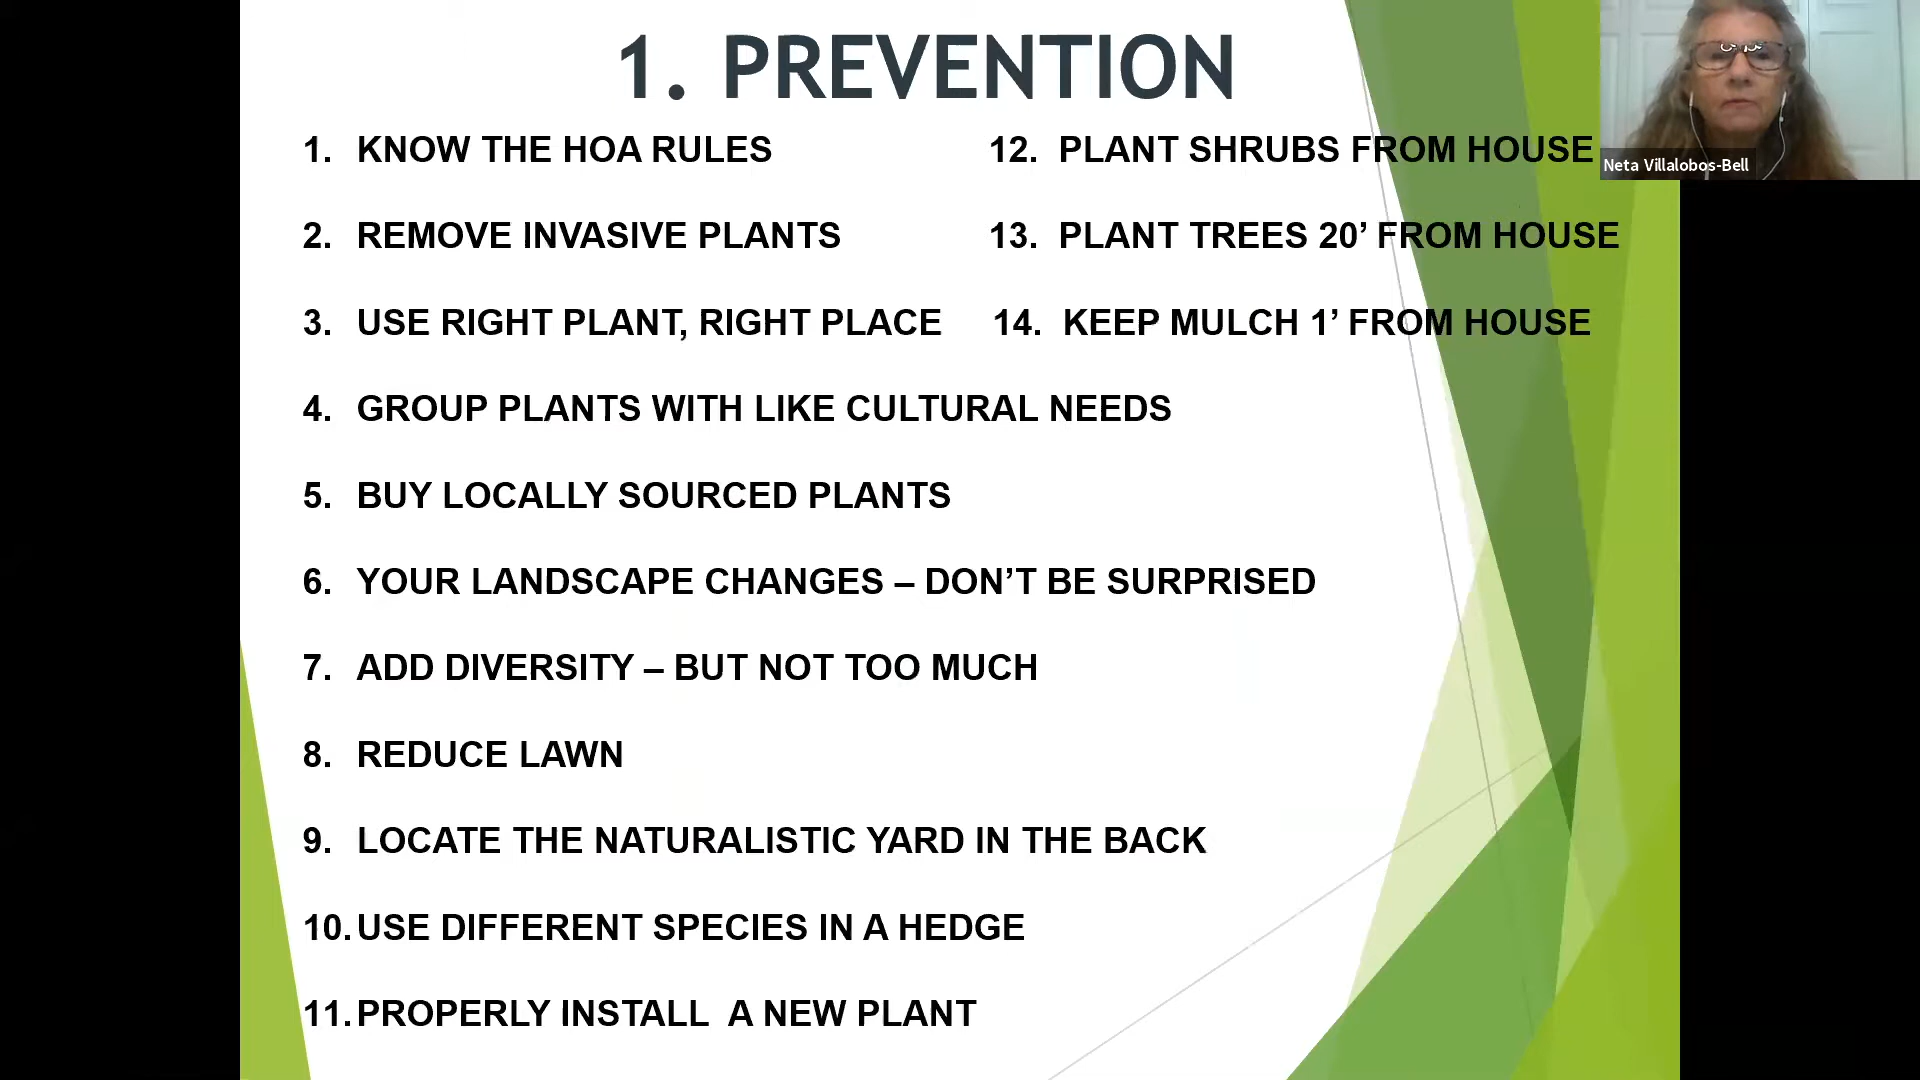 1. PREVENTION
1. KNOW THE HOA RULES
2. REMOVE INVASIVE PLANTS
3. USE RIGHT PLANT, RIGHT PLACE
4. GROUP PLANTS WITH LIKE CULTURAL NEEDS
5. BUY LOCALLY SOURCED PLANTS
6. YOUR LANDSCAPE CHANGES – DON’T BE SURPRISED
7. ADD DIVERSITY – BUT NOT TOO MUCH
8. REDUCE LAWN
9. LOCATE THE NATURALISTIC YARD IN THE BACK
10. USE DIFFERENT SPECIES IN A HEDGE
11. PROPERLY INSTALL A NEW PLANT
12. PLANT SHRUBS FROM HOUSE
13. PLANT TREES 20’ FROM HOUSE
14. KEEP MULCH 1’ FROM HOUSE
Neta Villalobos-Bell